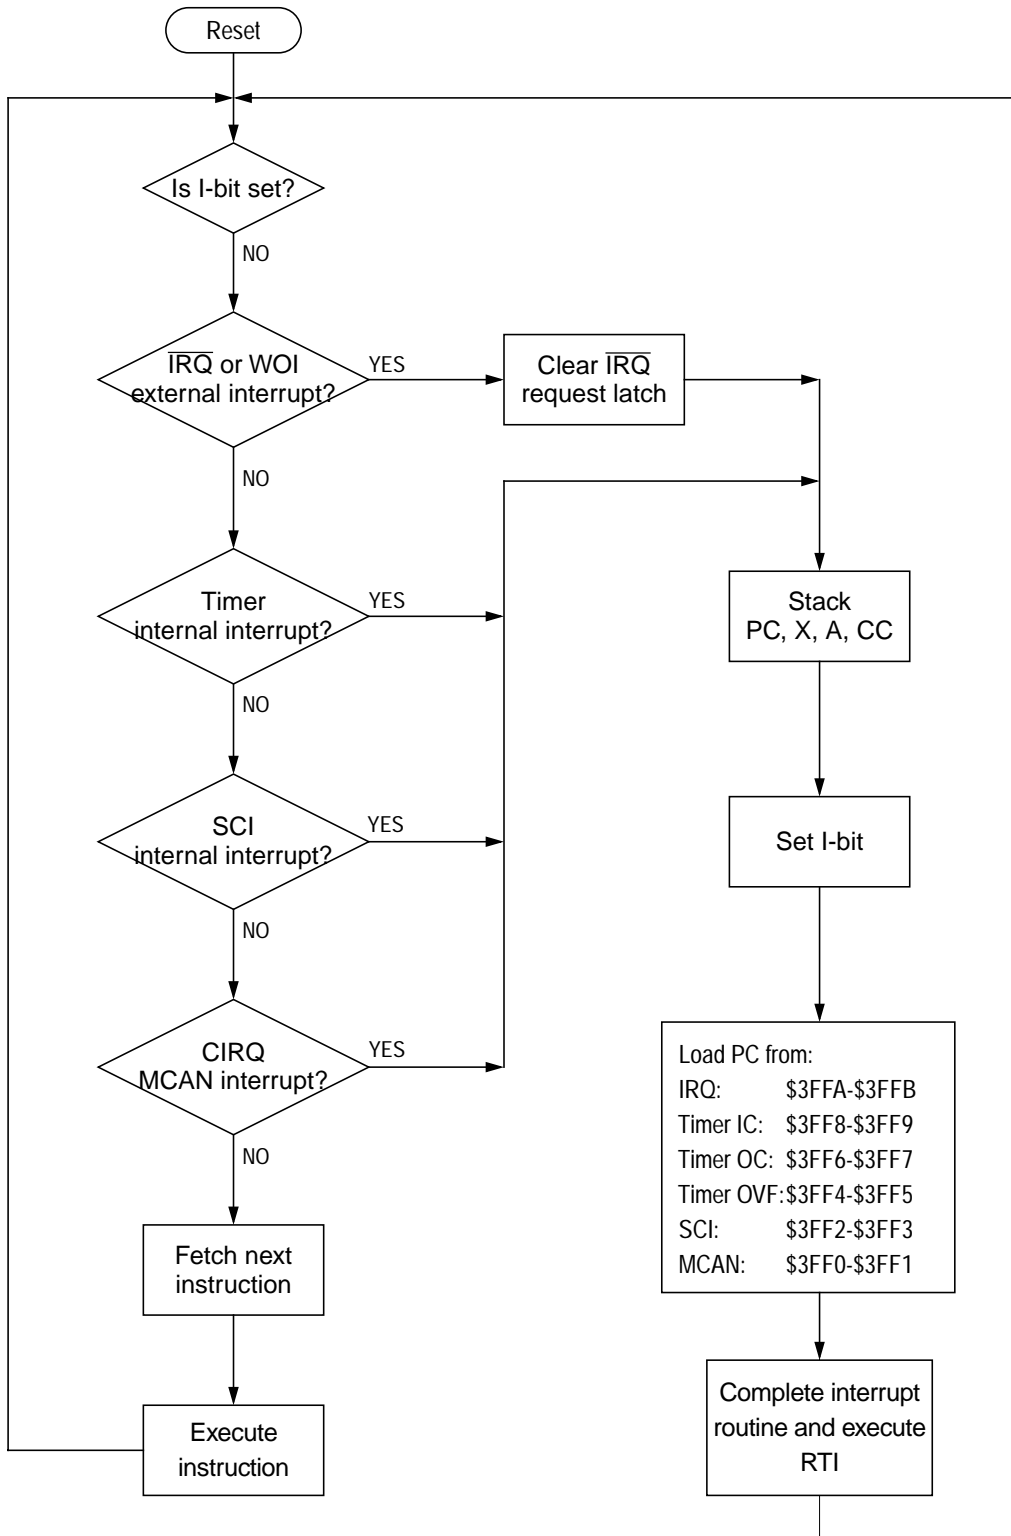 Reset
Is I-bit set?
NO
IRQ or WOI
external interrupt?
YES
Clear IRQ
request latch
NO
Timer
internal interrupt?
YES
Stack
PC, X, A, CC
NO
SCI
internal interrupt?
YES
Set I-bit
NO
CIRQ
MCAN interrupt?
YES
Load PC from:
IRQ: $3FFA-$3FFB
Timer IC: $3FF8-$3FF9
Timer OC: $3FF6-$3FF7
Timer OVF: $3FF4-$3FF5
SCI: $3FF2-$3FF3
MCAN: $3FF0-$3FF1
NO
Fetch next
instruction
Complete interrupt
routine and execute
RTI
Execute
instruction